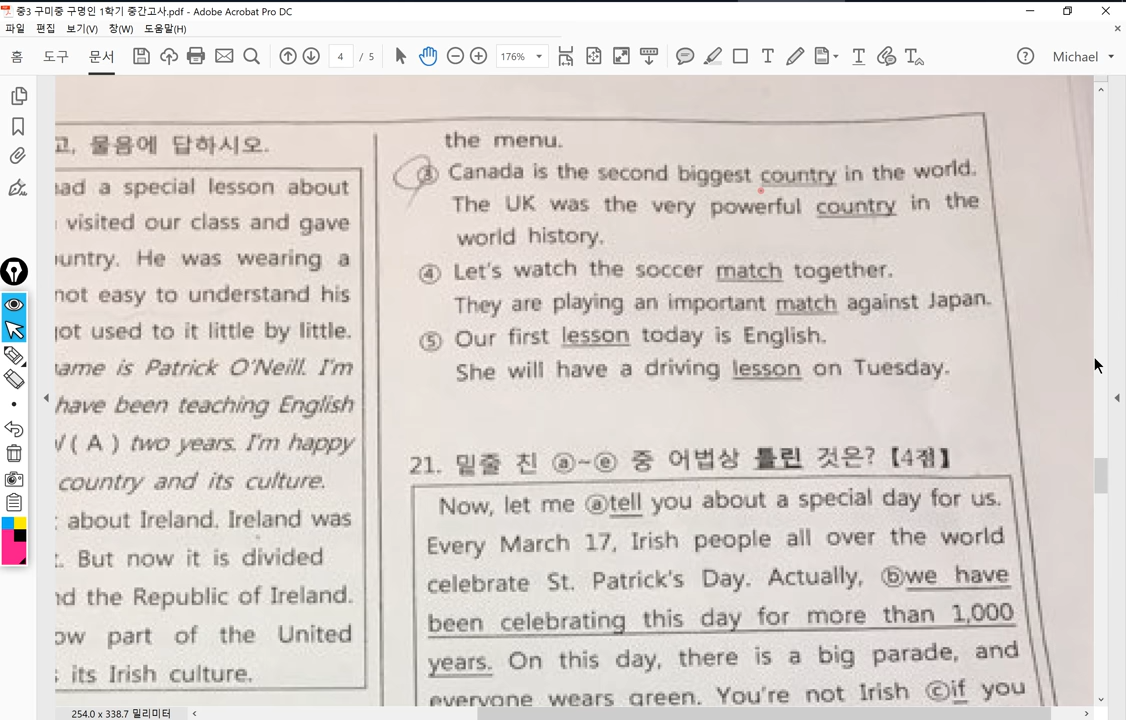 중3 구미중 구명인 1학기 중간고사.pdf - Adobe Acrobat Pro DC
파일 편집 보기(V) 창(W) 도움말(H)
홈 도구 문서 4 / 5 176% Michael
고, 물음에 답하시오.
had a special lesson about
visited our class and gave
untry. He was wearing a
not easy to understand his
got used to it little by little.
name is Patrick O'Neill. I'm
have been teaching English
( A ) two years. I'm happy
country and its culture.
about Ireland. Ireland was
t. But now it is divided
nd the Republic of Ireland.
ow part of the United
its Irish culture.
the menu.
③ Canada is the second biggest country in the world.
The UK was the very powerful country in the
world history.
④ Let's watch the soccer match together.
They are playing an important match against Japan.
⑤ Our first lesson today is English.
She will have a driving lesson on Tuesday.
21. 밑줄 친 ⓐ~ⓔ 중 어법상 틀린 것은? 【4점】
Now, let me ⓐtell you about a special day for us.
Every March 17, Irish people all over the world
celebrate St. Patrick's Day. Actually, ⓑwe have
been celebrating this day for more than 1,000
years. On this day, there is a big parade, and
everyone wears green. You're not Irish ⓒif you
254.0 x 338.7 밀리미터